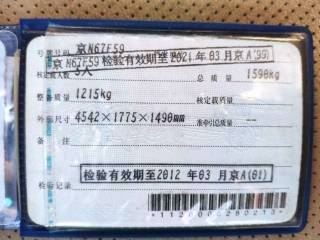 号牌号码 京N67F59
京N67F59 检验有效期至2021年03月京A(99)
核定载人数 5人 总质量 1590kg
整备质量 1215kg 核定载质量 --
外廓尺寸 4542×1775×1490mm 准牵引总质量 --
备注
检验记录 检验有效期至2012年03月京A(01)
*1120000280213*